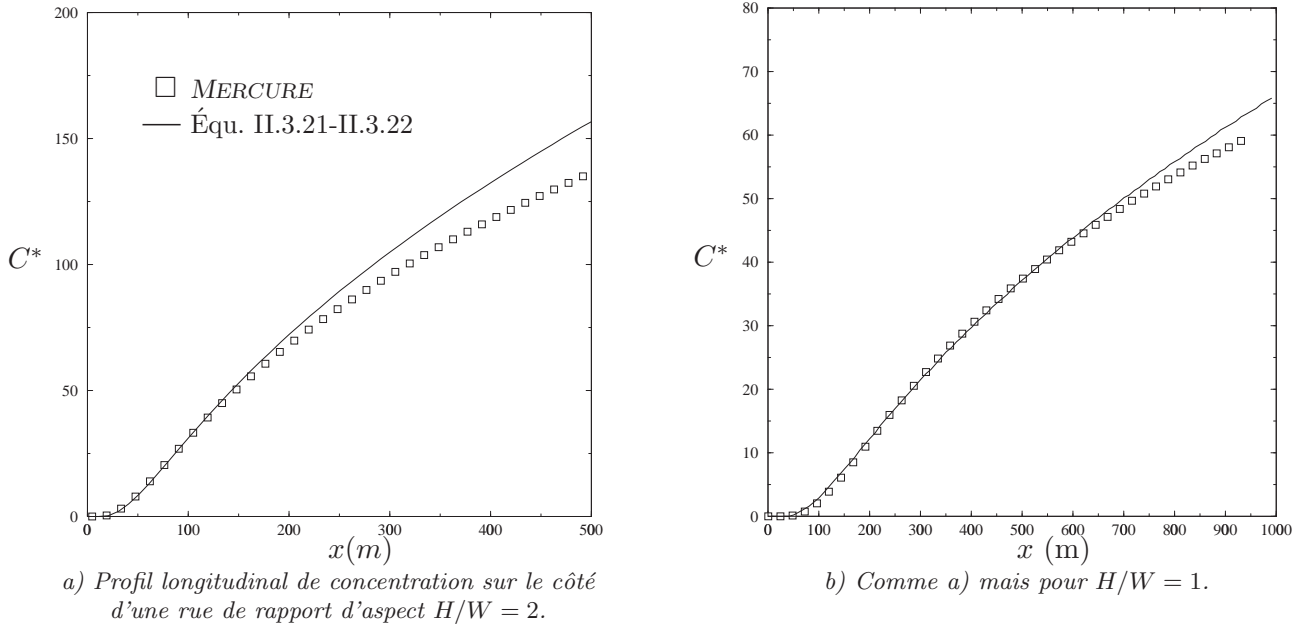 200
150
100
50
0
C*
MERCURE
Équ. II.3.21-II.3.22
0 100 200 300 400 500
x(m)
a) Profil longitudinal de concentration sur le côté
d'une rue de rapport d'aspect H/W = 2.
80
70
60
50
40
30
20
10
0
C*
0 100 200 300 400 500 600 700 800 900 1000
x (m)
b) Comme a) mais pour H/W = 1.